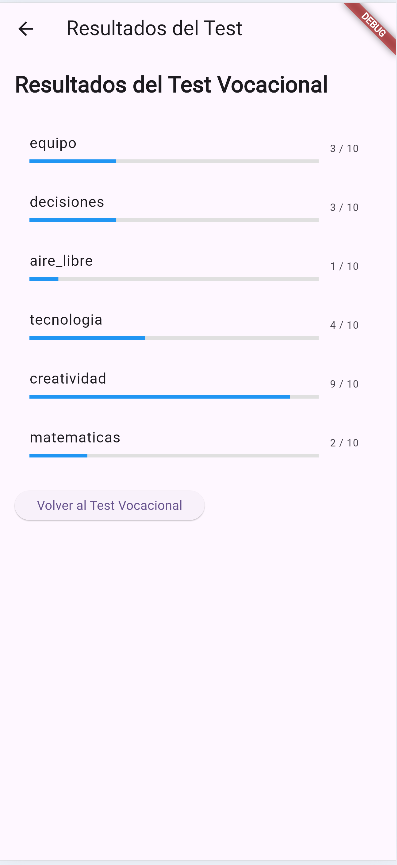 Resultados del Test
DEBUG
Resultados del Test Vocacional
equipo
3 / 10
decisiones
3 / 10
aire_libre
1 / 10
tecnologia
4 / 10
creatividad
9 / 10
matematicas
2 / 10
Volver al Test Vocacional